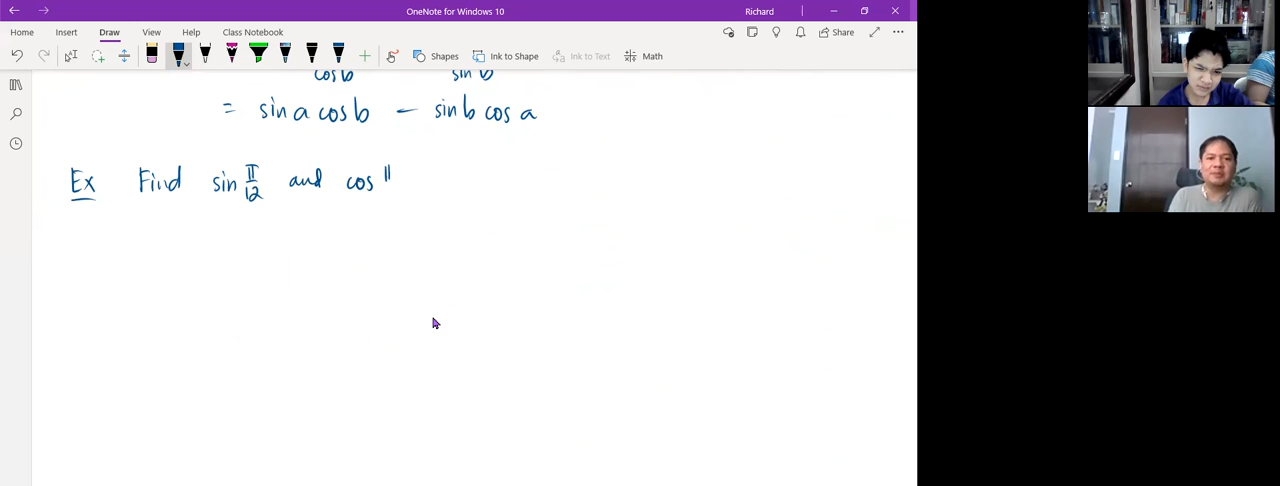 OneNote for Windows 10
Richard
Home Insert Draw View Help Class Notebook
Share
Shapes Ink to Shape Ink to Text Math
cos b sin b
= sin a cos b − sin b cos a
Ex Find sin π/12 and cos